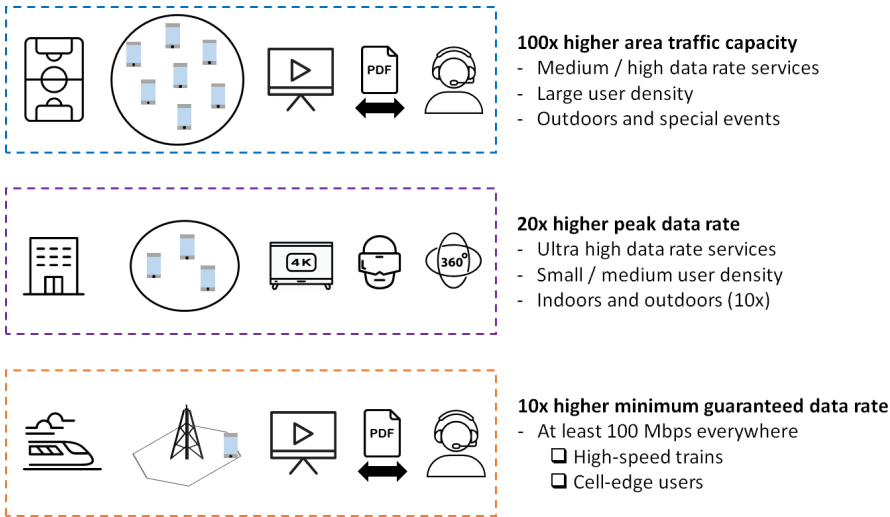 PDF
100x higher area traffic capacity
- Medium / high data rate services
- Large user density
- Outdoors and special events
4K
360°
20x higher peak data rate
- Ultra high data rate services
- Small / medium user density
- Indoors and outdoors (10x)
PDF
10x higher minimum guaranteed data rate
- At least 100 Mbps everywhere
❑ High-speed trains
❑ Cell-edge users